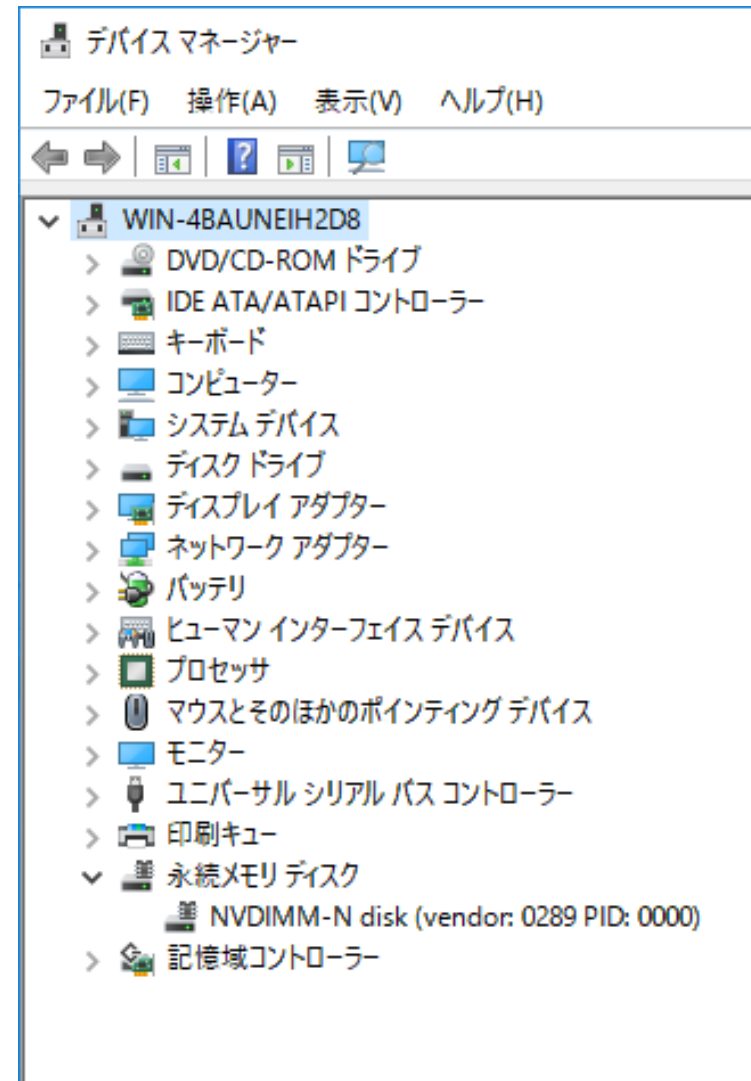 デバイス マネージャー
ファイル(F) 操作(A) 表示(V) ヘルプ(H)
WIN-4BAUNEIH2D8
DVD/CD-ROM ドライブ
IDE ATA/ATAPI コントローラー
キーボード
コンピューター
システム デバイス
ディスク ドライブ
ディスプレイ アダプター
ネットワーク アダプター
バッテリ
ヒューマン インターフェイス デバイス
プロセッサ
マウスとそのほかのポインティング デバイス
モニター
ユニバーサル シリアル バス コントローラー
印刷キュー
永続メモリ ディスク
NVDIMM-N disk (vendor: 0289 PID: 0000)
記憶域コントローラー